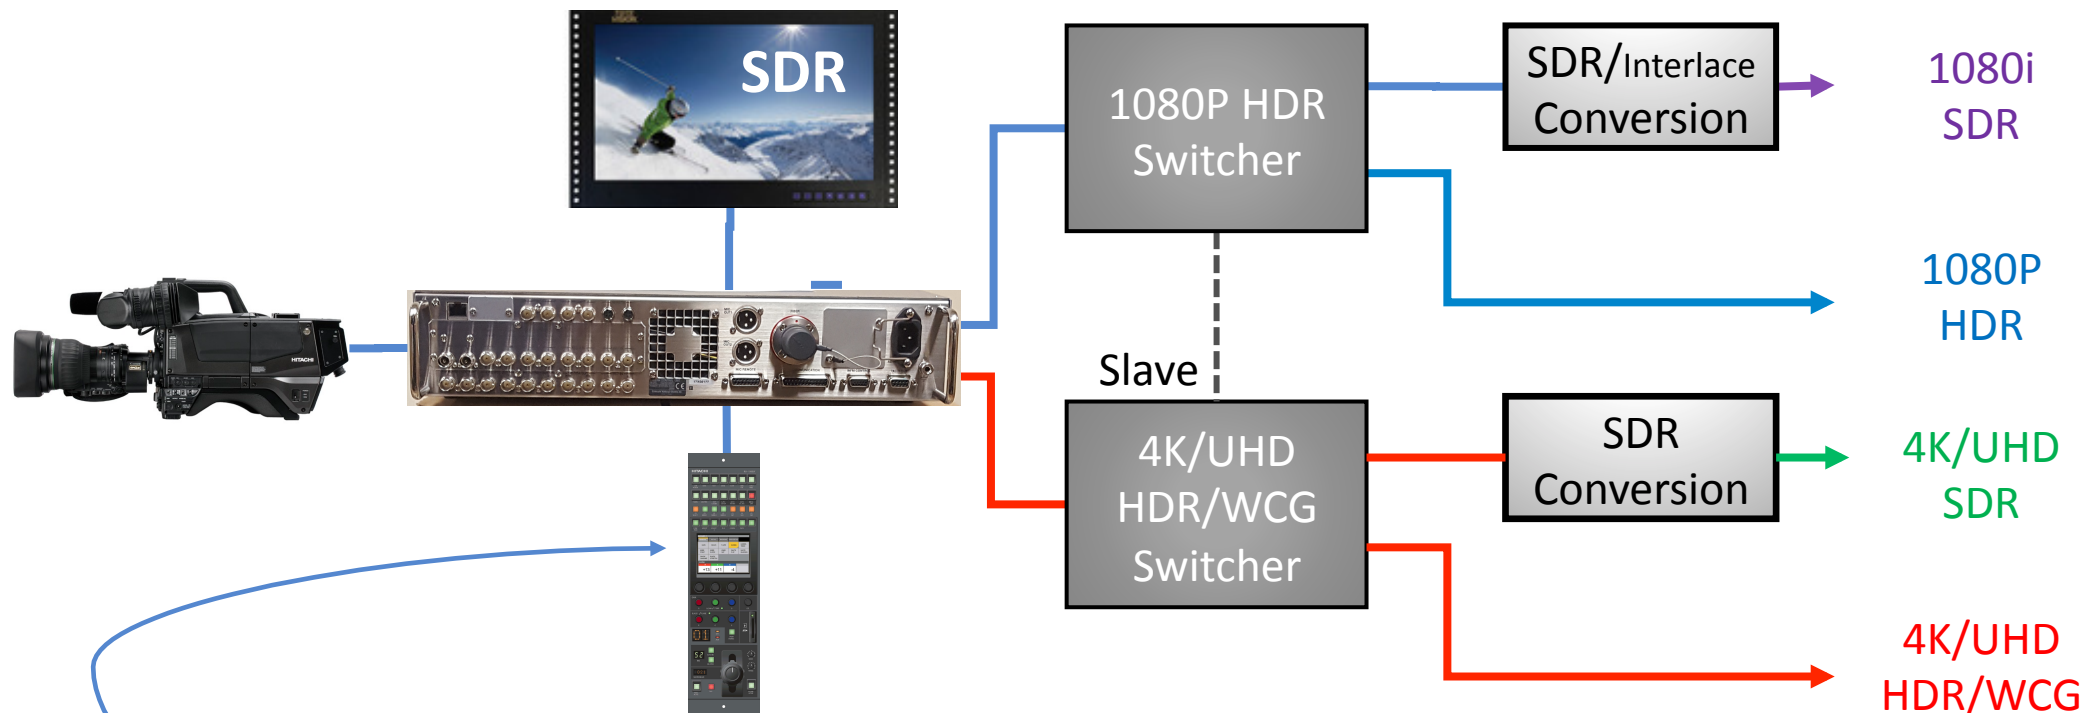 SDR
1080P HDR
Switcher
SDR/Interlace
Conversion
1080i
SDR
1080P
HDR
HITACHI
Slave
4K/UHD
HDR/WCG
Switcher
SDR
Conversion
4K/UHD
SDR
4K/UHD
HDR/WCG